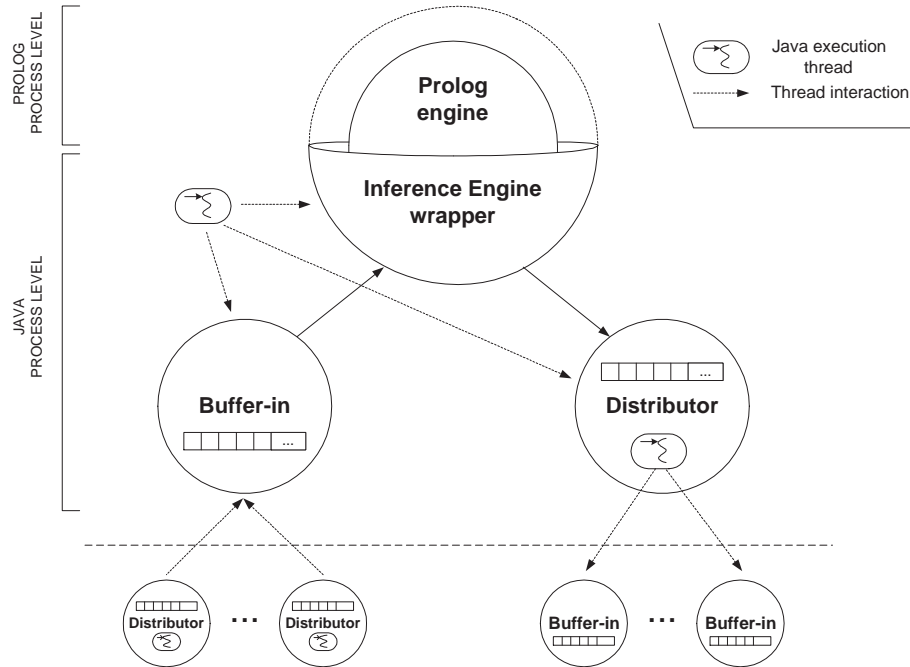 PROLOG
PROCESS LEVEL
Prolog
engine
Java execution
thread
Thread interaction
Inference Engine
wrapper
JAVA
PROCESS LEVEL
...
Distributor
Buffer-in
...
Distributor
...
Distributor
Buffer-in
...
Buffer-in